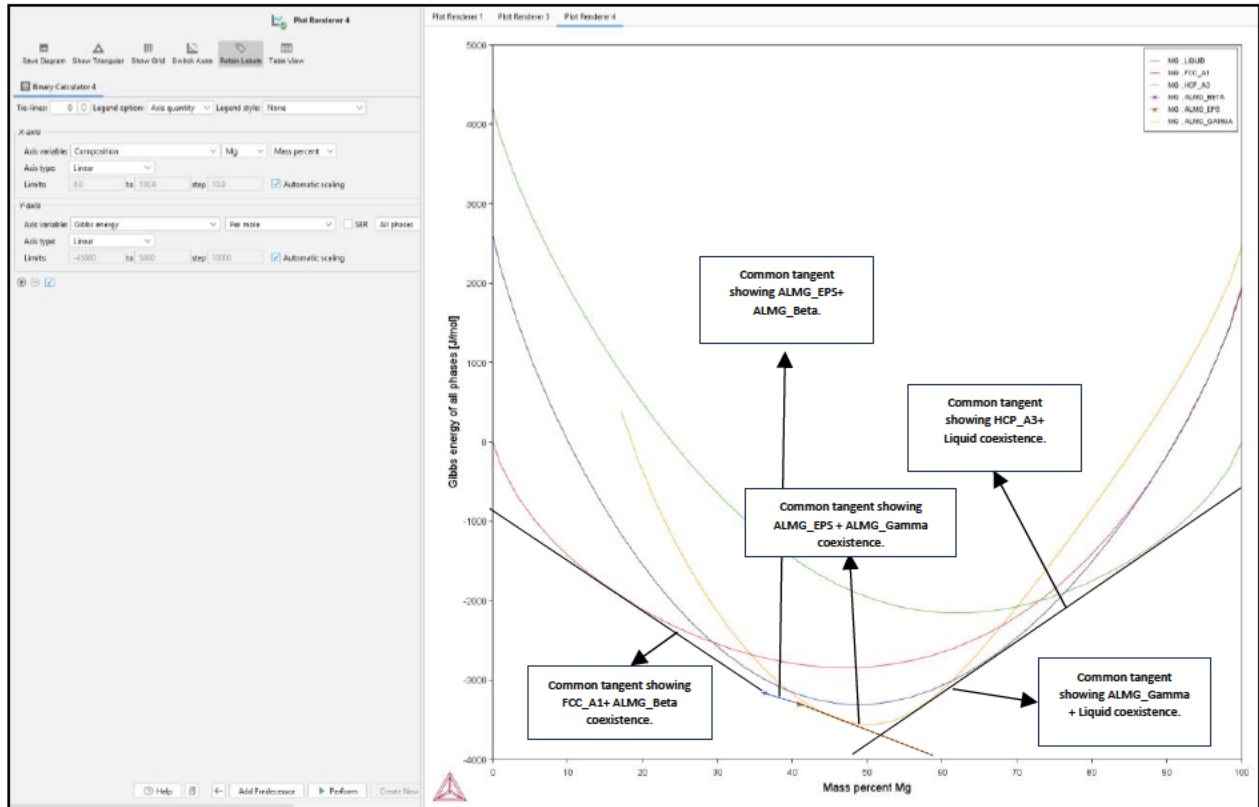 Plot Renderer 4
Save Diagram Show Triangular Show Grid Switch Axes Retain Labels Table View
Binary Calculator 4
Tie-lines: 0 Legend option: Axis quantity Legend style: None
X-axis
Axis variable: Composition Mg Mass percent
Axis type: Linear
Limits: 0.0 to 100.0 step 10.0 Automatic scaling
Y-axis
Axis variable: Gibbs energy Per mole SER All phases
Axis type: Linear
Limits: -45000 to 5000 step 10000 Automatic scaling
Help Add Predecessor Perform Create New
Plot Renderer 1 Plot Renderer 3 Plot Renderer 4
MG , LIQUID
MG , FCC_A1
MG , HCP_A3
MG , ALMG_BETA
MG , ALMG_EPS
MG , ALMG_GAMMA
Gibbs energy of all phases [J/mol]
5000
4000
3000
2000
1000
0
-1000
-2000
-3000
-4000
Common tangent
showing ALMG_EPS+
ALMG_Beta.
Common tangent
showing HCP_A3+
Liquid coexistence.
Common tangent showing
ALMG_EPS + ALMG_Gamma
coexistence.
Common tangent showing
FCC_A1+ ALMG_Beta
coexistence.
Common tangent
showing ALMG_Gamma
+ Liquid coexistence.
0 10 20 30 40 50 60 70 80 90 100
Mass percent Mg